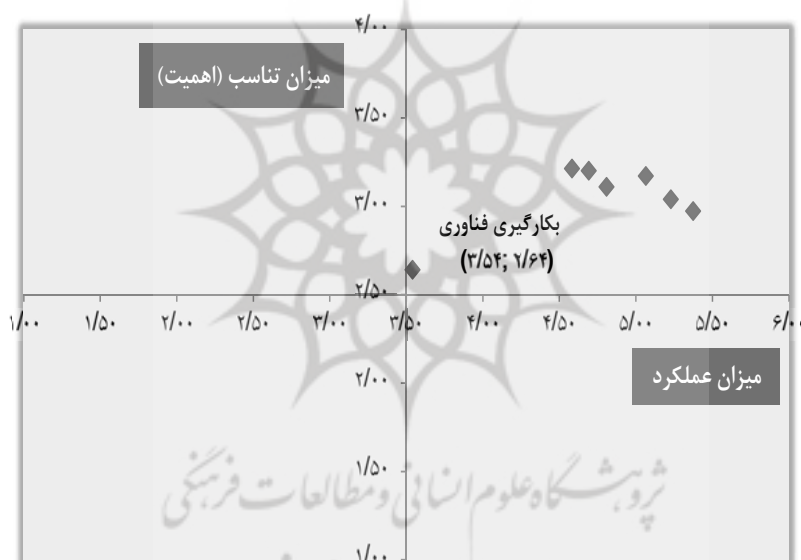 ۴/۰۰
میزان تناسب (اهمیت)
۳/۵۰
۳/۰۰
بکارگیری فناوری
(۳/۵۴; ۲/۶۴)
۲/۵۰
۱/۰۰ ۱/۵۰ ۲/۰۰ ۲/۵۰ ۳/۰۰ ۳/۵۰ ۴/۰۰ ۴/۵۰ ۵/۰۰ ۵/۵۰ ۶/۰۰
میزان عملکرد
۲/۰۰
۱/۵۰
پژوهشگاه علوم انسانی و مطالعات فرهنگی
۱/۰۰